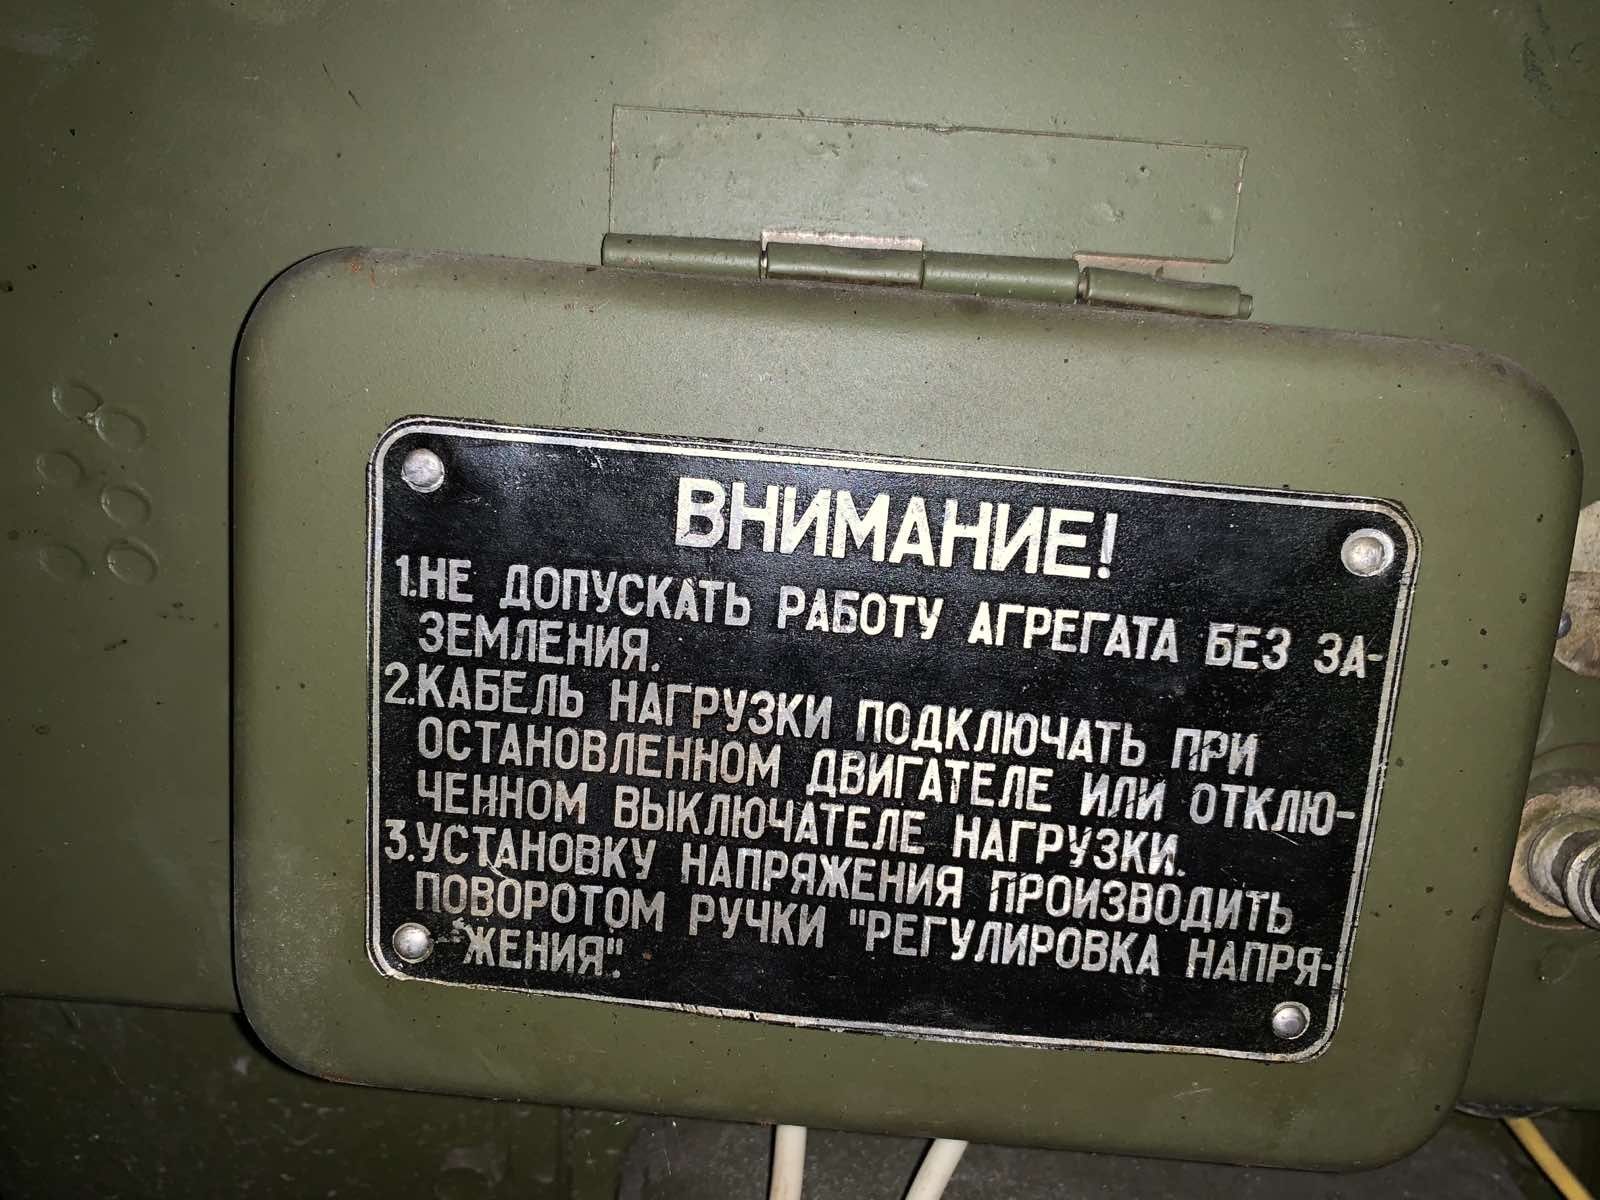 ВНИМАНИЕ!
1.НЕ ДОПУСКАТЬ РАБОТУ АГРЕГАТА БЕЗ ЗА-
ЗЕМЛЕНИЯ.
2.КАБЕЛЬ НАГРУЗКИ ПОДКЛЮЧАТЬ ПРИ
ОСТАНОВЛЕННОМ ДВИГАТЕЛЕ ИЛИ ОТКЛЮ-
ЧЕННОМ ВЫКЛЮЧАТЕЛЕ НАГРУЗКИ.
3.УСТАНОВКУ НАПРЯЖЕНИЯ ПРОИЗВОДИТЬ
ПОВОРОТОМ РУЧКИ "РЕГУЛИРОВКА НАПРЯ-
ЖЕНИЯ".